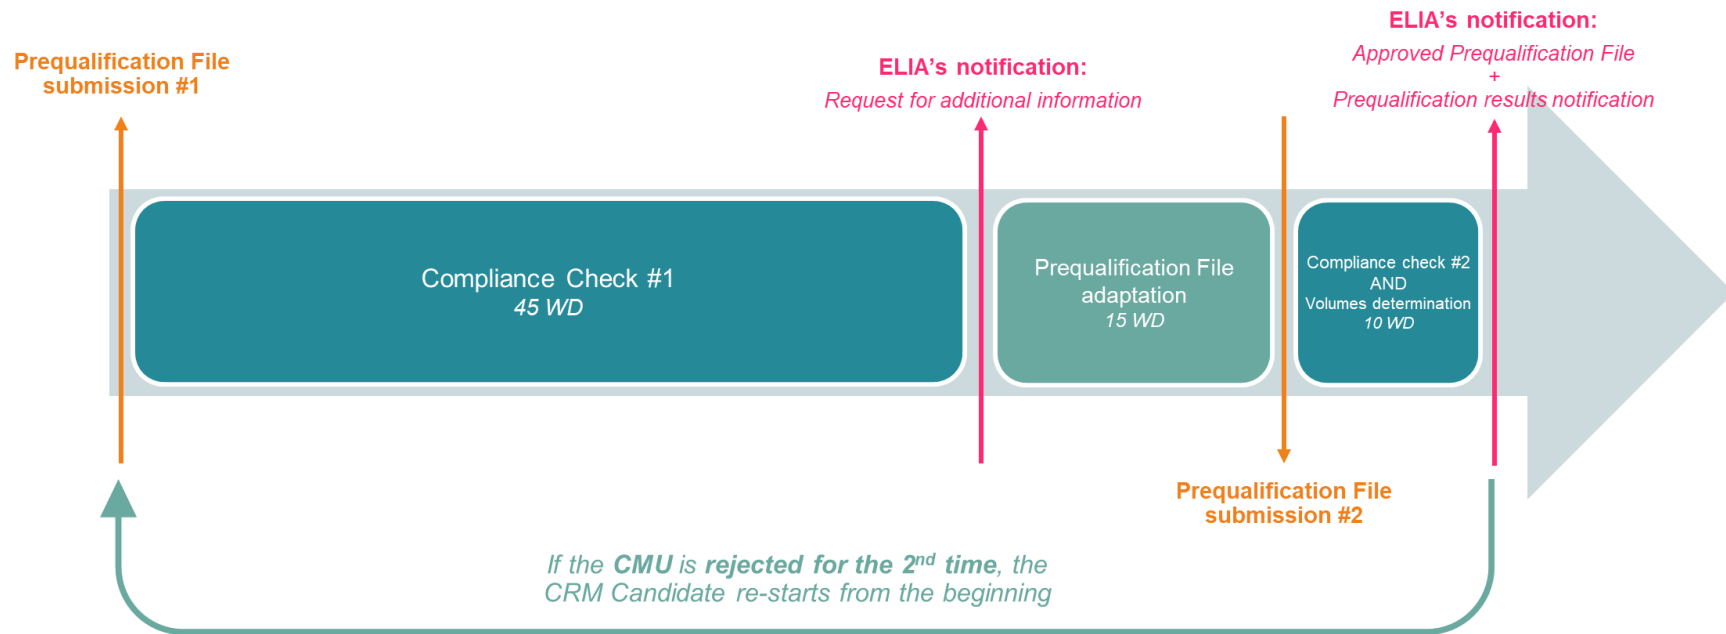 Prequalification File
submission #1
ELIA's notification:
Request for additional information
ELIA's notification:
Approved Prequalification File
+
Prequalification results notification
Compliance Check #1
45 WD
Prequalification File
adaptation
15 WD
Compliance check #2
AND
Volumes determination
10 WD
Prequalification File
submission #2
If the CMU is rejected for the 2nd time, the
CRM Candidate re-starts from the beginning